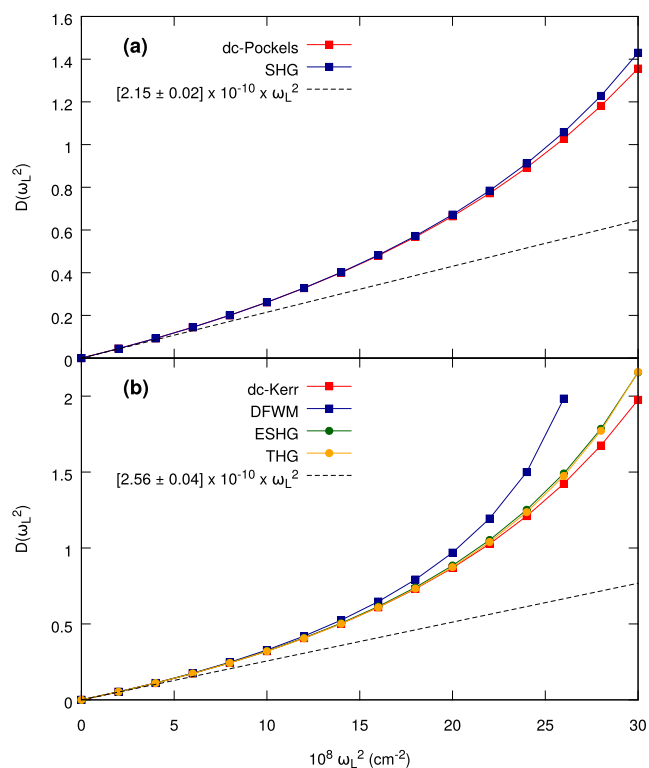 1.6
(a)
dc-Pockels
1.4
SHG
[2.15 ± 0.02] x 10⁻¹⁰ x ω_L²
1.2
1
D(ω_L²)
0.8
0.6
0.4
0.2
0
(b)
dc-Kerr
2
DFWM
ESHG
THG
1.5
[2.56 ± 0.04] x 10⁻¹⁰ x ω_L²
D(ω_L²)
1
0.5
0
0 5 10 15 20 25 30
10⁸ ω_L² (cm⁻²)